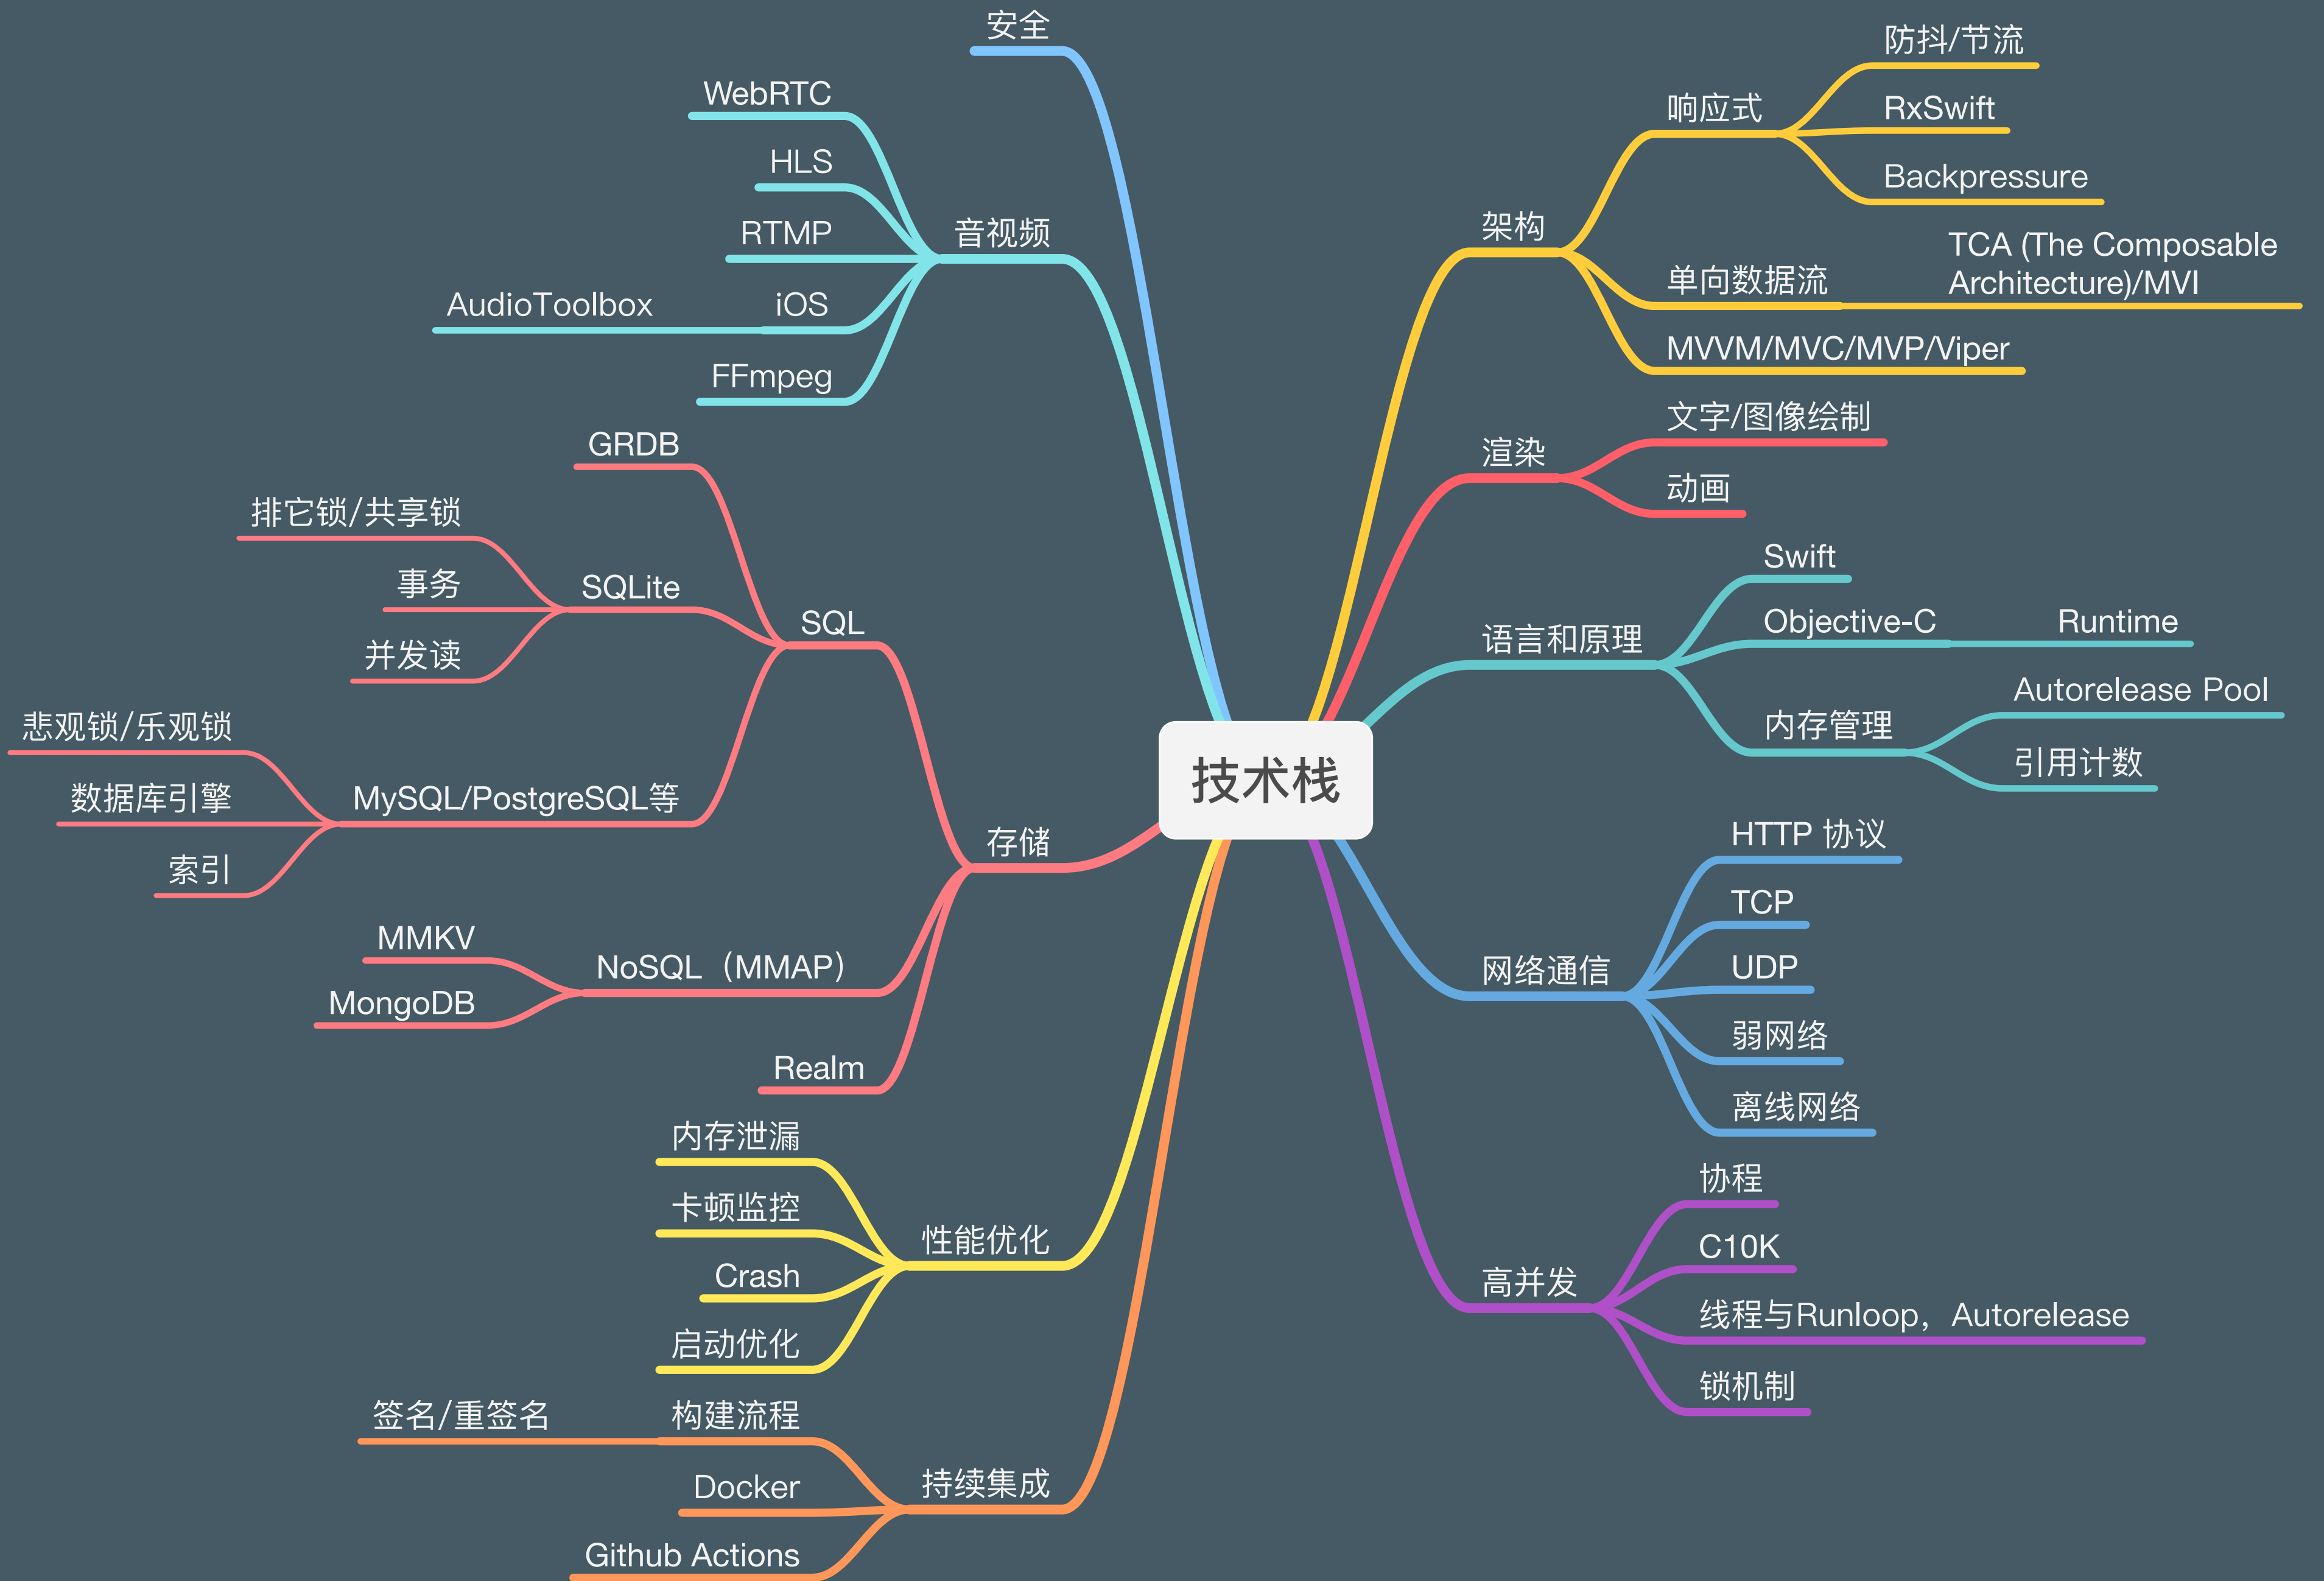 技术栈
架构
响应式
防抖/节流
RxSwift
Backpressure
单向数据流
TCA (The Composable
Architecture)/MVI
MVVM/MVC/MVP/Viper
渲染
文字/图像绘制
动画
语言和原理
Swift
Objective-C
Runtime
内存管理
Autorelease Pool
引用计数
网络通信
HTTP 协议
TCP
UDP
弱网络
离线网络
高并发
协程
C10K
线程与Runloop，Autorelease
锁机制
安全
音视频
WebRTC
HLS
RTMP
iOS
AudioToolbox
FFmpeg
存储
SQL
GRDB
SQLite
排它锁/共享锁
事务
并发读
MySQL/PostgreSQL等
悲观锁/乐观锁
数据库引擎
索引
NoSQL（MMAP）
MMKV
MongoDB
Realm
性能优化
内存泄漏
卡顿监控
Crash
启动优化
持续集成
构建流程
签名/重签名
Docker
Github Actions